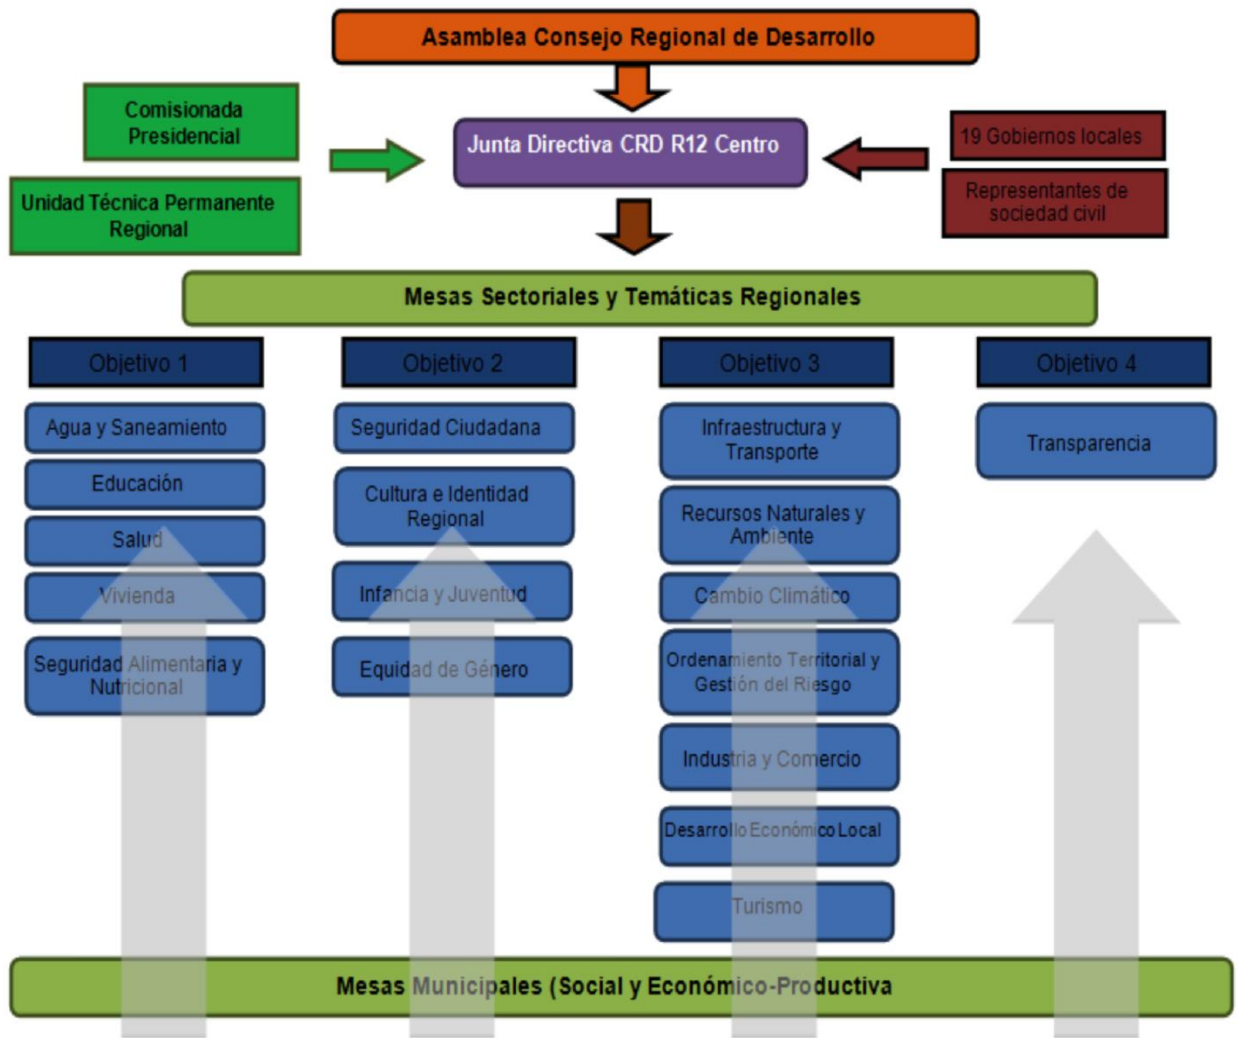 Asamblea Consejo Regional de Desarrollo
Comisionada
Presidencial
Unidad Técnica Permanente
Regional
Junta Directiva CRD R12 Centro
19 Gobiernos locales
Representantes de
sociedad civil
Mesas Sectoriales y Temáticas Regionales
Objetivo 1
Agua y Saneamiento
Educación
Salud
Vivienda
Seguridad Alimentaria y
Nutricional
Objetivo 2
Seguridad Ciudadana
Cultura e Identidad
Regional
Infancia y Juventud
Equidad de Género
Objetivo 3
Infraestructura y
Transporte
Recursos Naturales y
Ambiente
Cambio Climático
Ordenamiento Territorial y
Gestión del Riesgo
Industria y Comercio
Desarrollo Económico Local
Turismo
Objetivo 4
Transparencia
Mesas Municipales (Social y Económico-Productiva